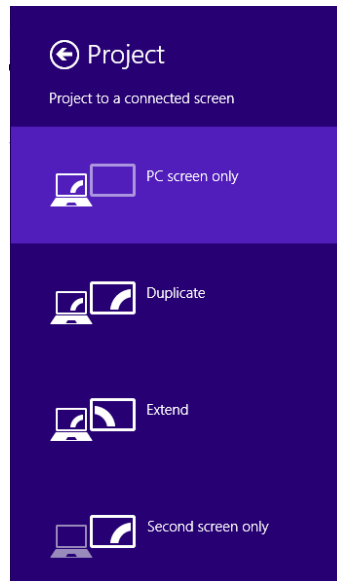 Project
Project to a connected screen
PC screen only
Duplicate
Extend
Second screen only